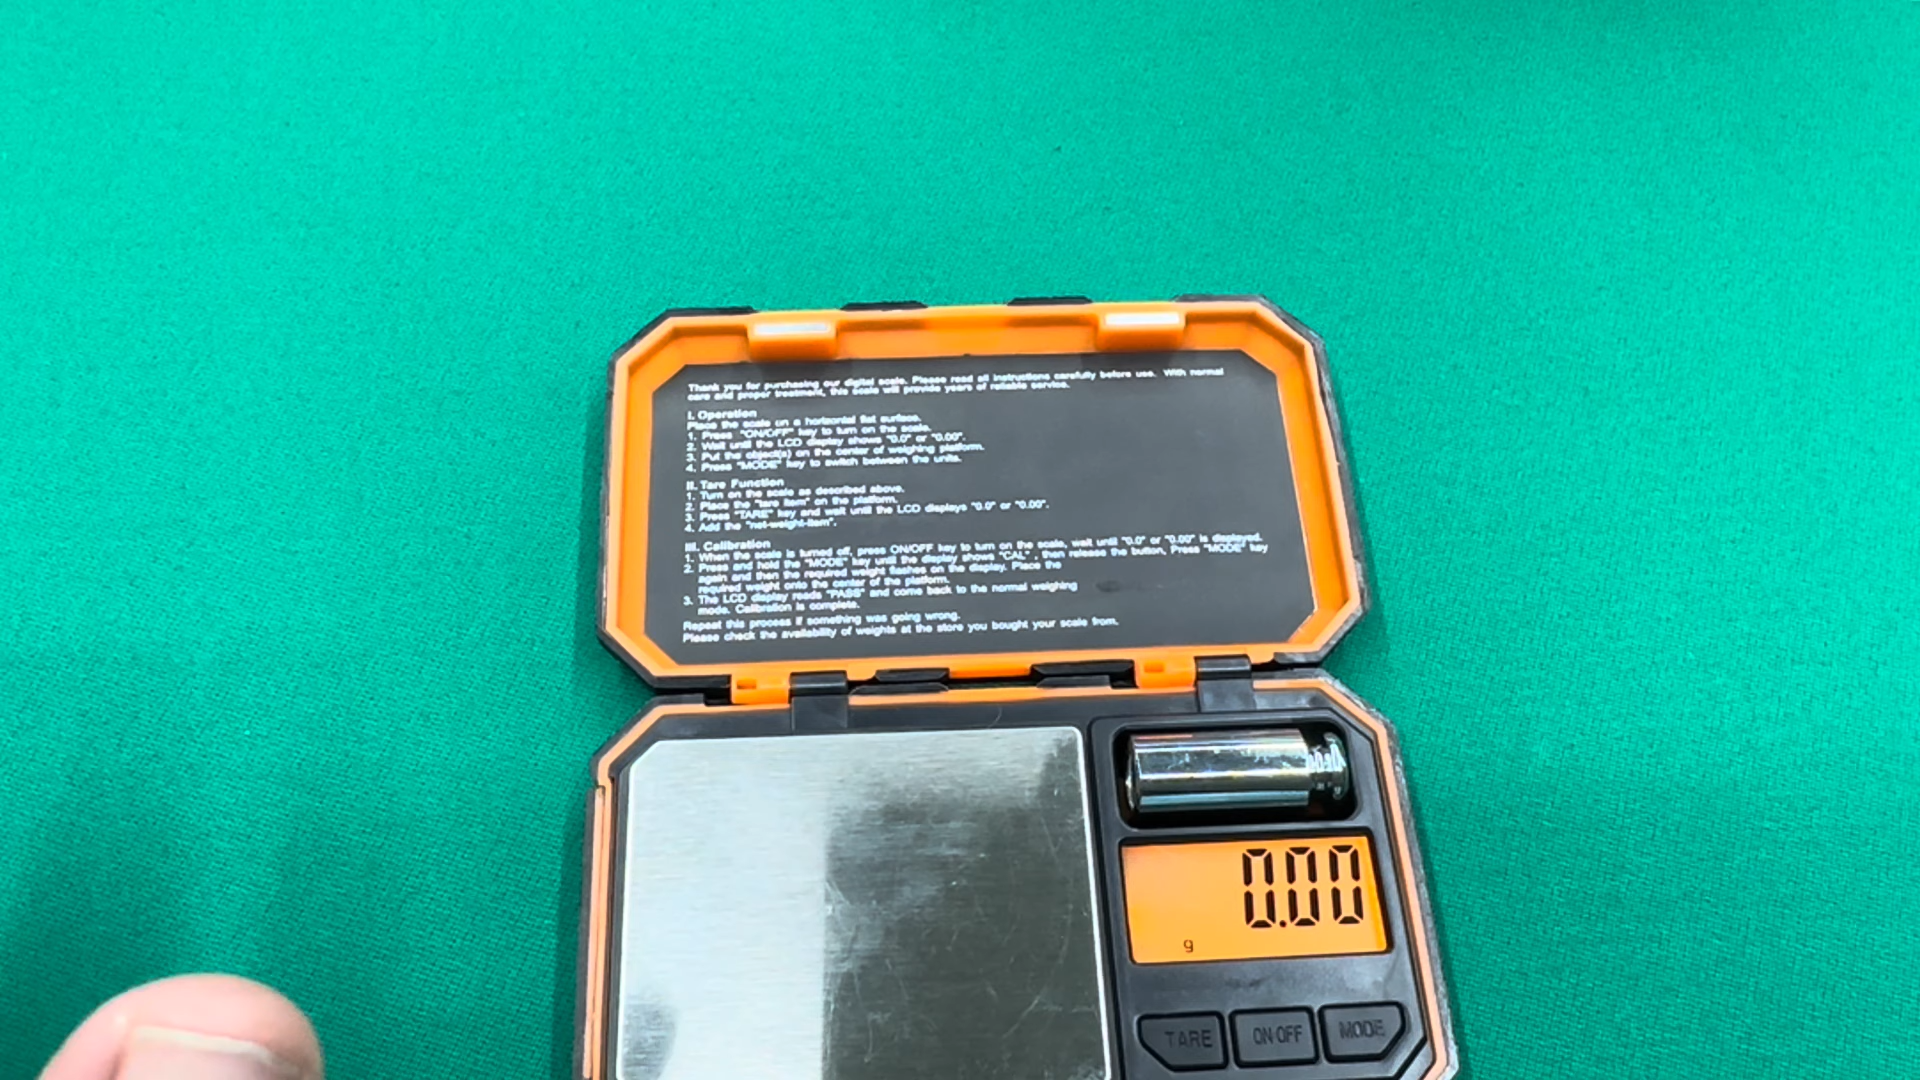 Thank you for purchasing our digital scale. Please read all instructions carefully before use. With normal
care and proper treatment, this scale will provide years of reliable service.
I. Operation
Place the scale on a horizontal flat surface.
1. Press "ON/OFF" key to turn on the scale.
2. Wait until the LCD display shows "0.0" or "0.00".
3. Put the object(s) on the center of weighing platform.
4. Press "MODE" key to switch between the units.
II. Tare Function
1. Turn on the scale as described above.
2. Place the "tare item" on the platform.
3. Press "TARE" key and wait until the LCD displays "0.0" or "0.00".
4. Add the "net-weight-item".
III. Calibration
1. When the scale is turned off, press ON/OFF key to turn on the scale, wait until "0.0" or "0.00" is displayed.
2. Press and hold the "MODE" key until the display shows "CAL" , then release the button, Press "MODE" key
again and then the required weight flashes on the display. Place the
required weight onto the center of the platform.
3. The LCD display reads "PASS" and come back to the normal weighing
mode. Calibration is complete.
Repeat this process if something was going wrong.
Please check the availability of weights at the store you bought your scale from.
0.00
g
TARE ON/OFF MODE